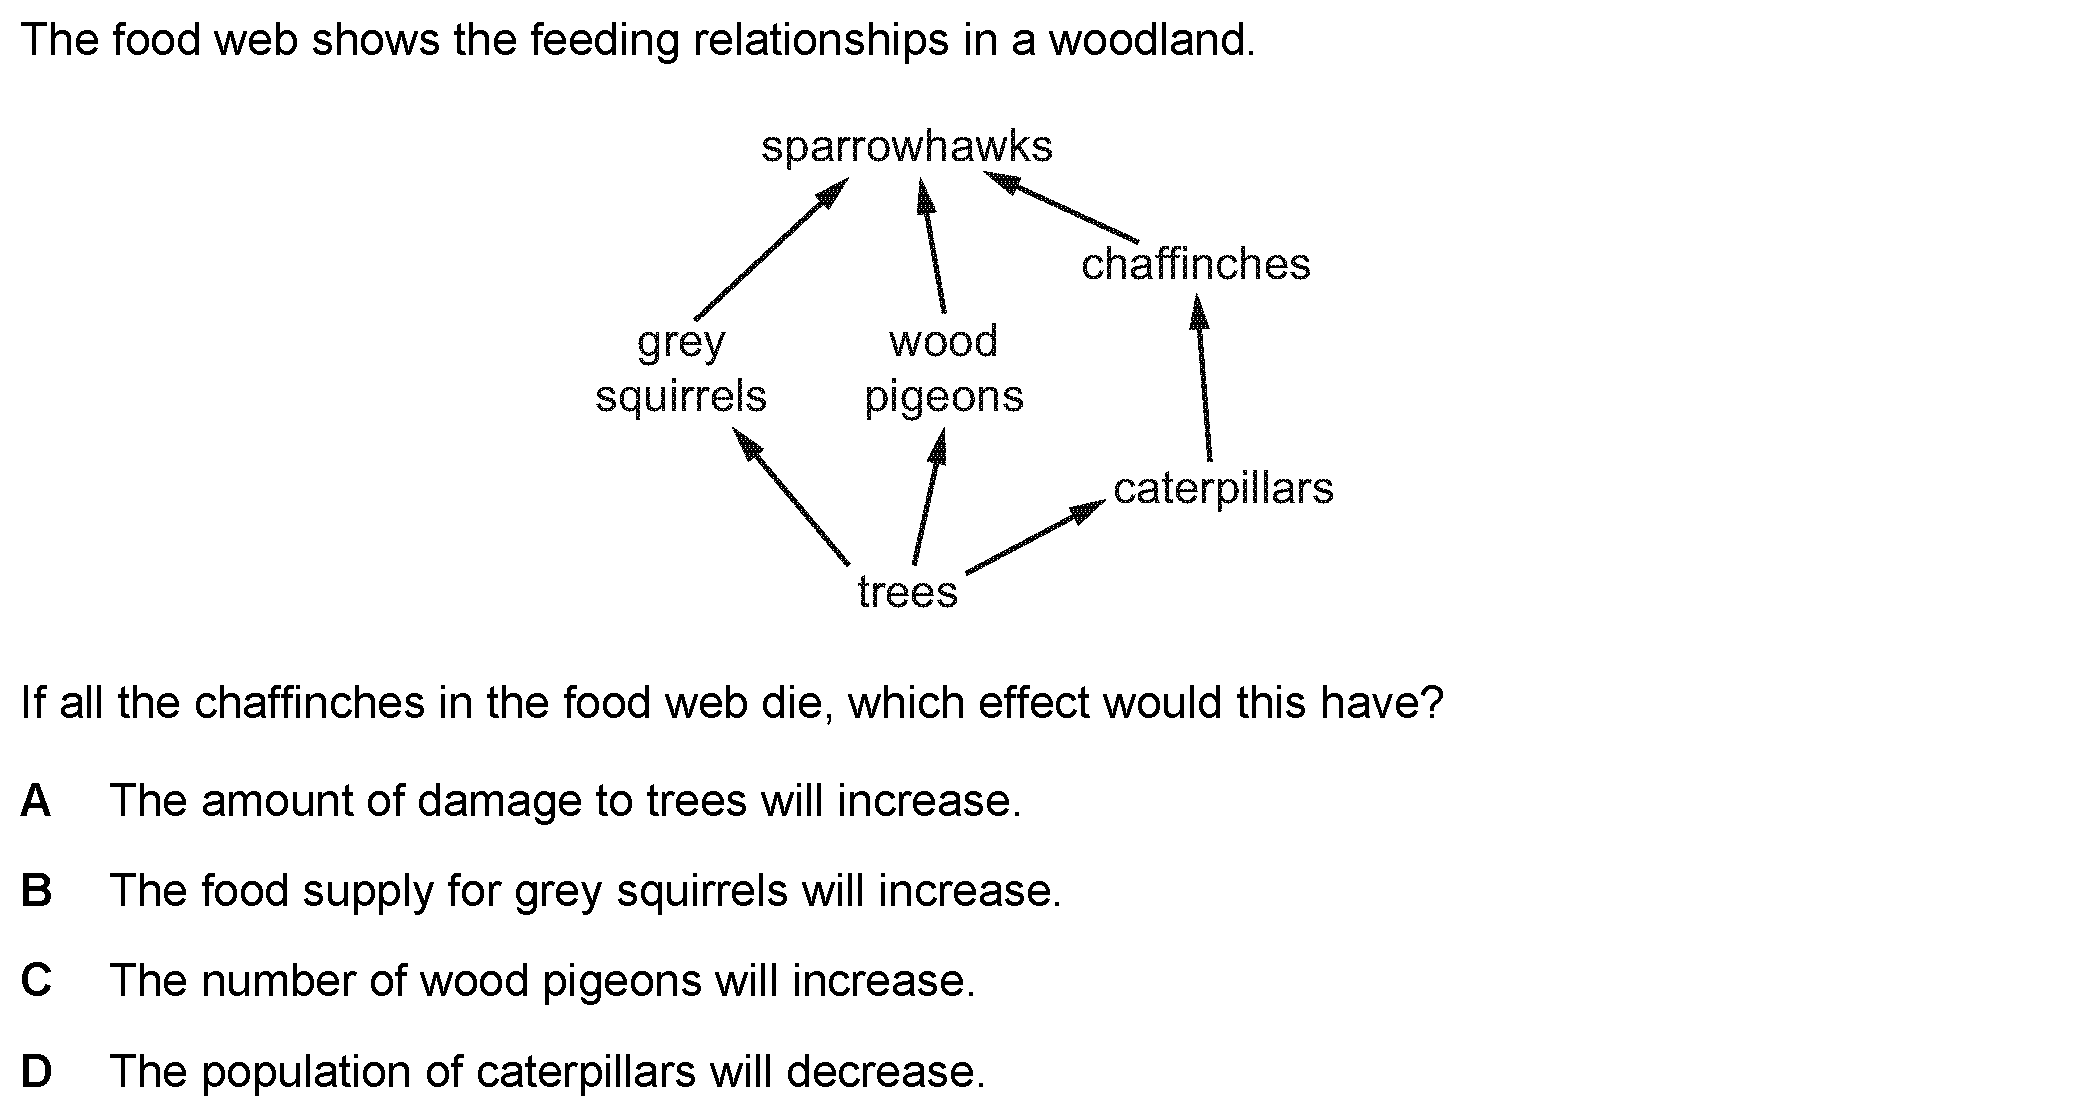 The food web shows the feeding relationships in a woodland.
sparrowhawks
chaffinches
grey
squirrels
wood
pigeons
caterpillars
trees
If all the chaffinches in the food web die, which effect would this have?
A The amount of damage to trees will increase.
B The food supply for grey squirrels will increase.
C The number of wood pigeons will increase.
D The population of caterpillars will decrease.